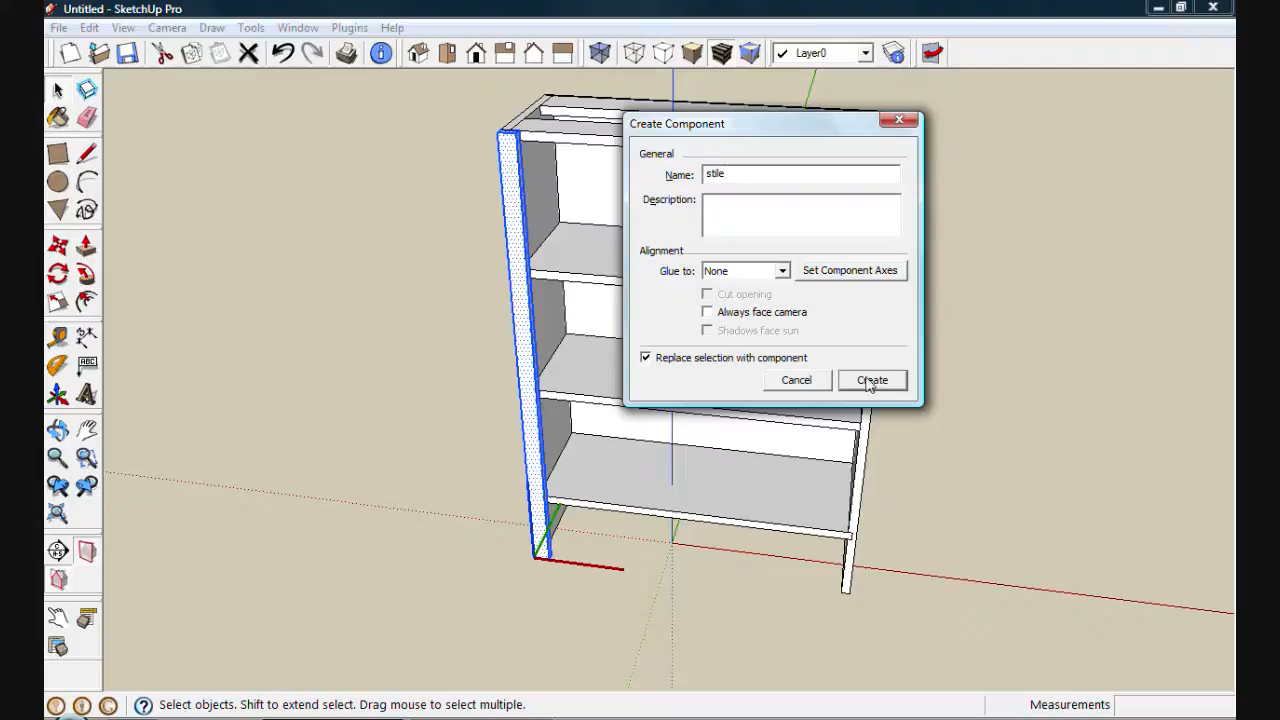 Untitled - SketchUp Pro
File Edit View Camera Draw Tools Window Plugins Help
Layer0
ABC
Create Component
General
Name: stile
Description:
Alignment
Glue to: None Set Component Axes
Cut opening
Always face camera
Shadows face sun
Replace selection with component
Cancel Create
Select objects. Shift to extend select. Drag mouse to select multiple. Measurements